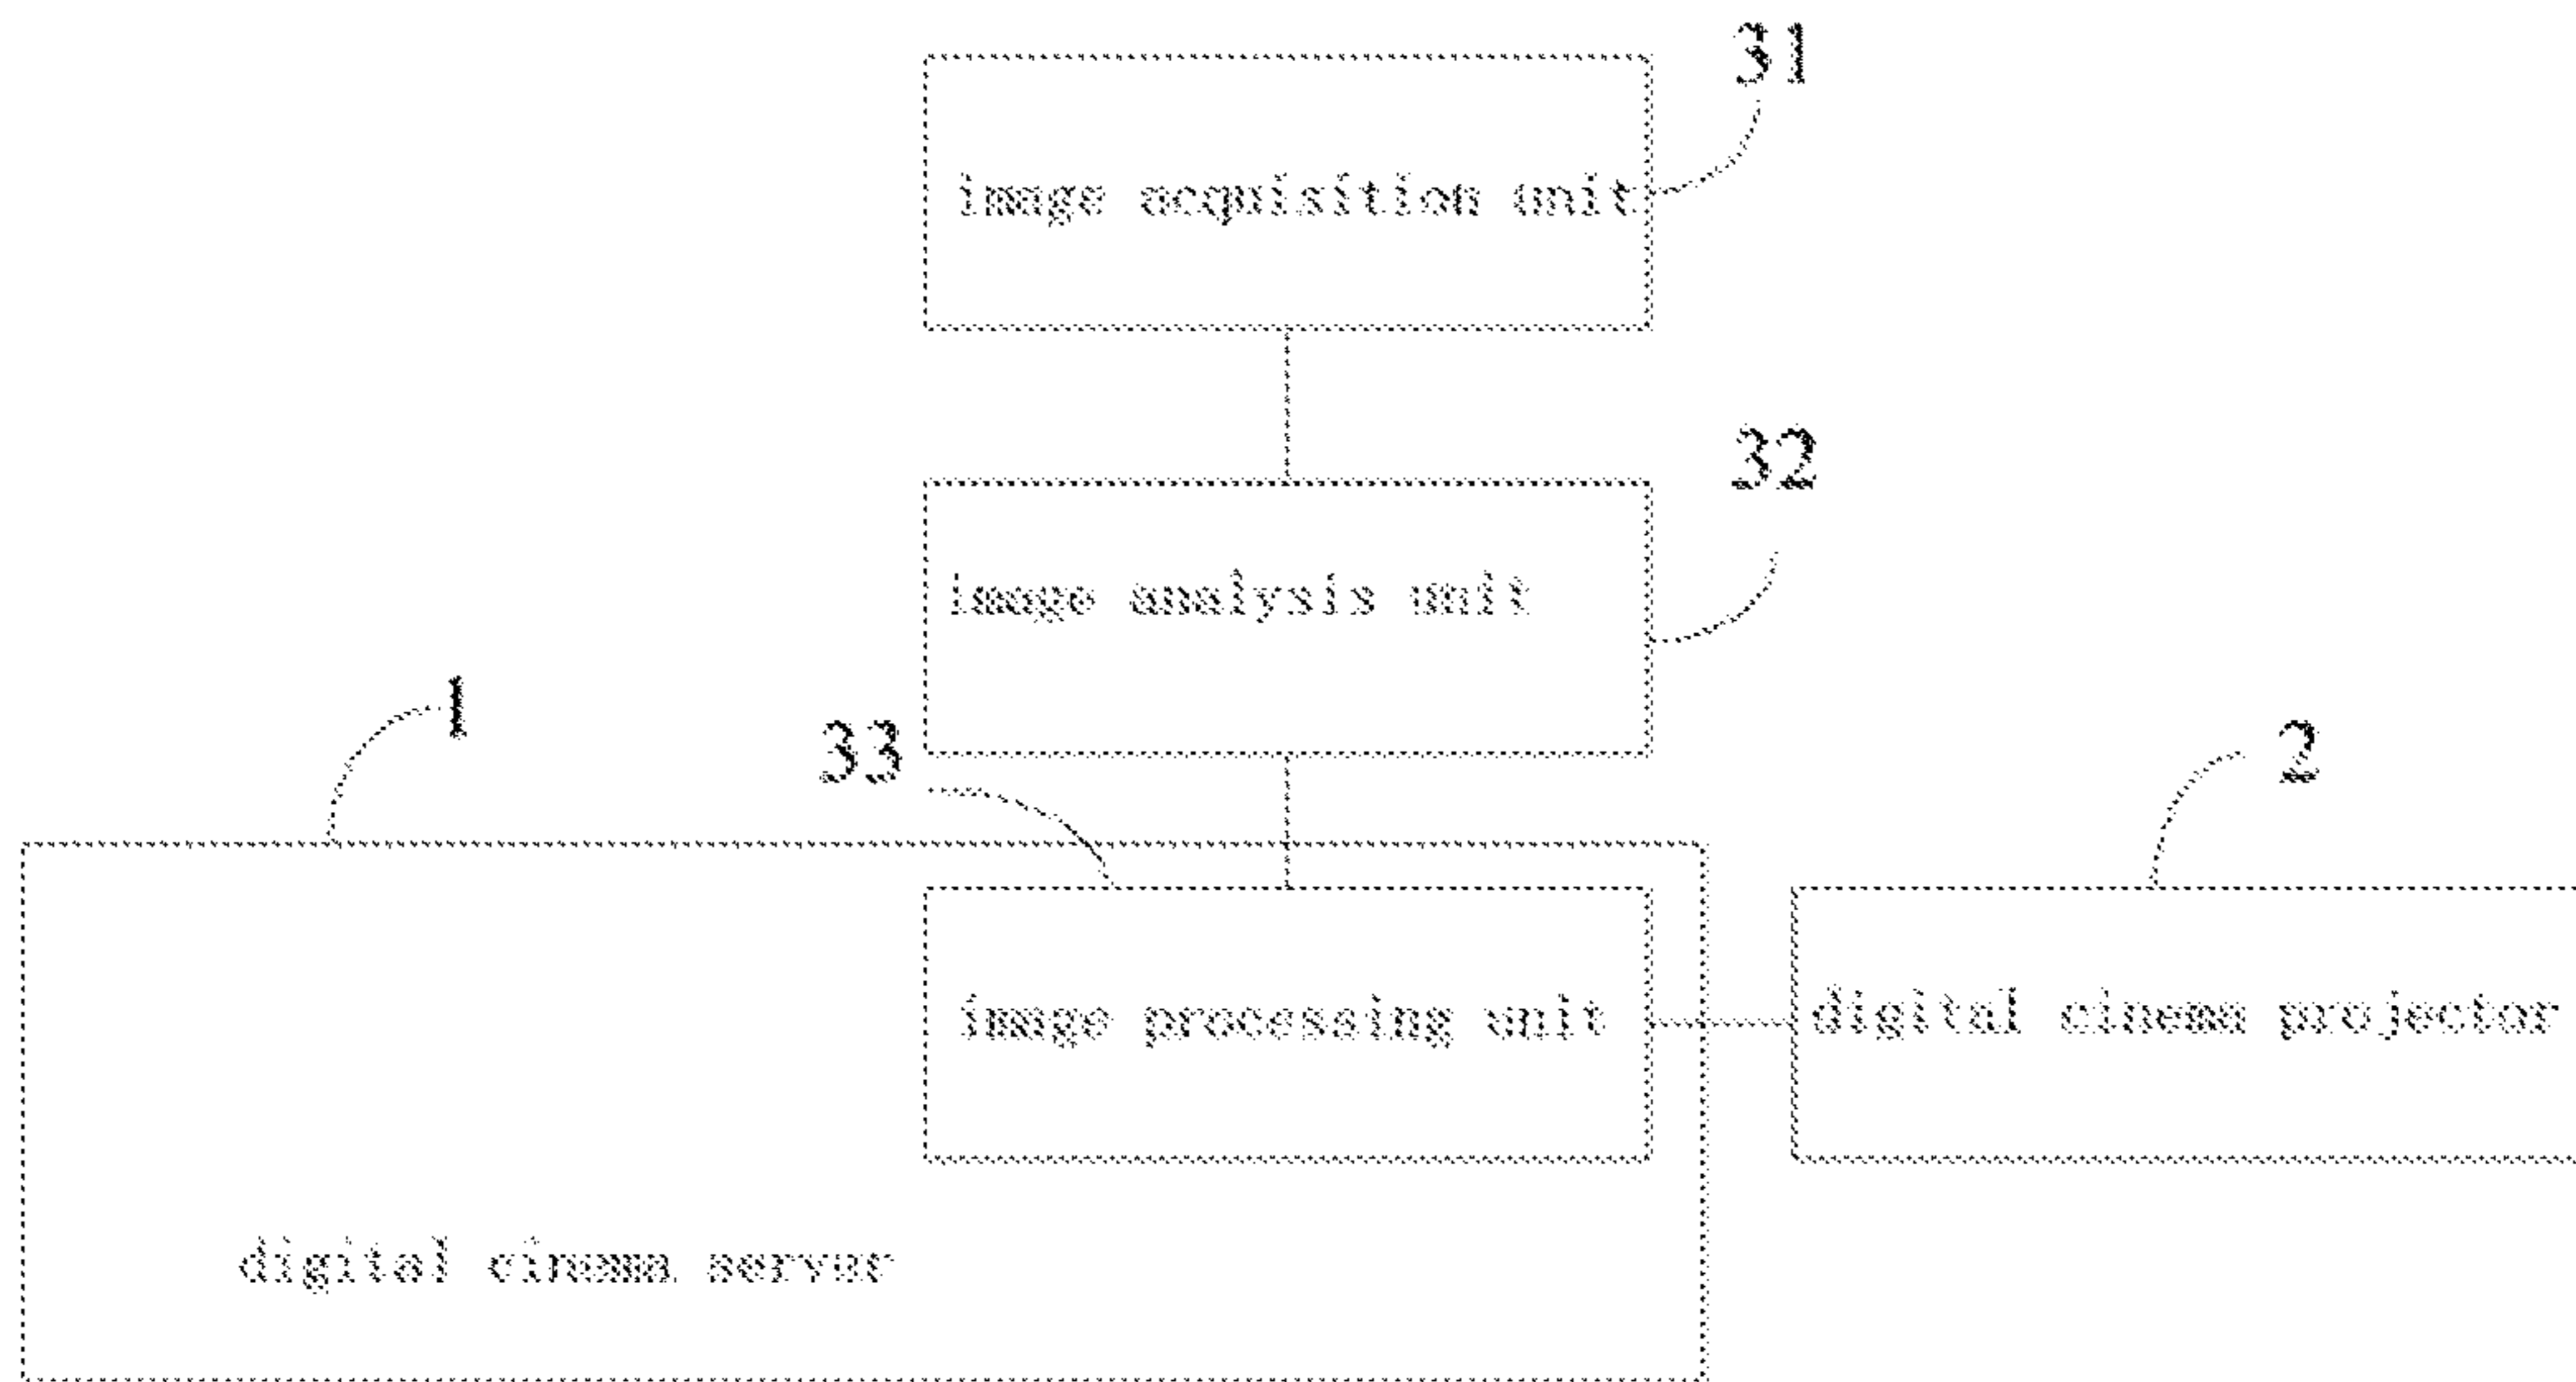 31
image acquisition unit
32
image analysis unit
1
33
2
image processing unit
digital cinema projector
digital cinema server